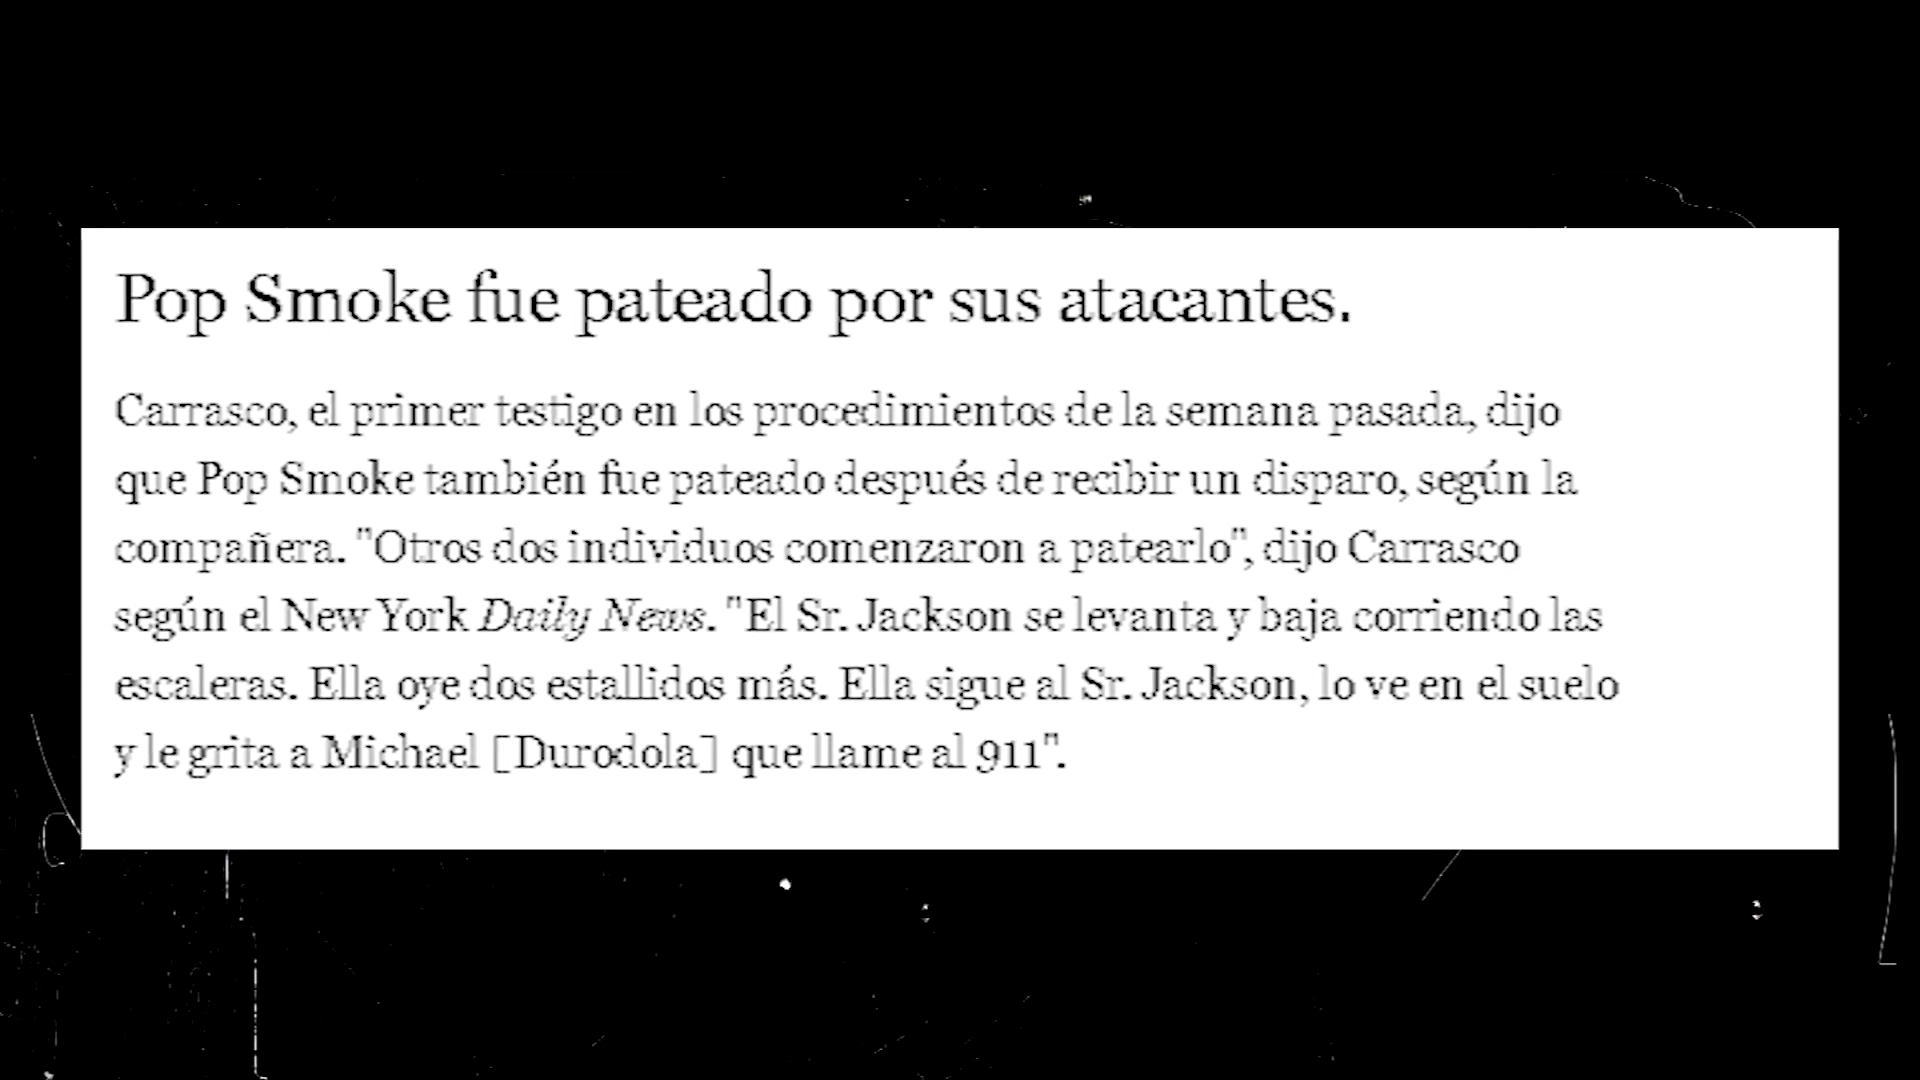 Pop Smoke fue pateado por sus atacantes.
Carrasco, el primer testigo en los procedimientos de la semana pasada, dijo
que Pop Smoke también fue pateado después de recibir un disparo, según la
compañera. "Otros dos individuos comenzaron a patearlo", dijo Carrasco
según el New York Daily News. "El Sr. Jackson se levanta y baja corriendo las
escaleras. Ella oye dos estallidos más. Ella sigue al Sr. Jackson, lo ve en el suelo
y le grita a Michael [Durodola] que llame al 911".